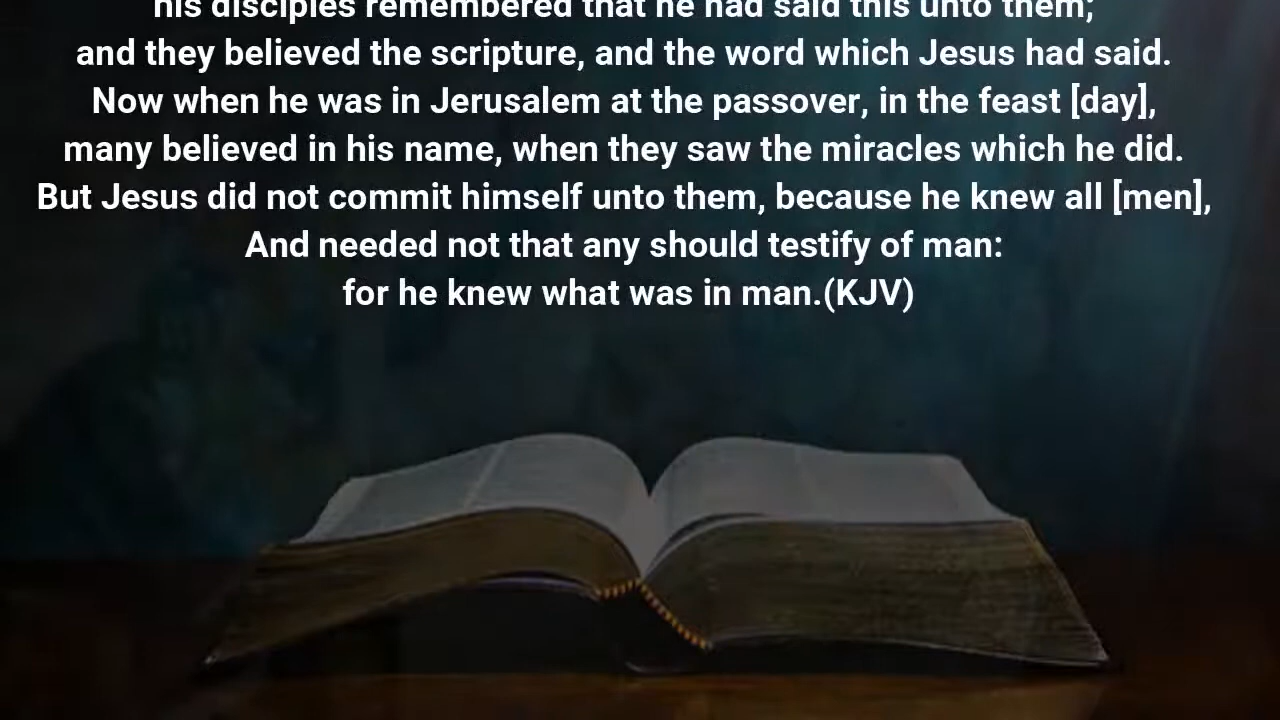 his disciples remembered that he had said this unto them;
and they believed the scripture, and the word which Jesus had said.
Now when he was in Jerusalem at the passover, in the feast [day],
many believed in his name, when they saw the miracles which he did.
But Jesus did not commit himself unto them, because he knew all [men],
And needed not that any should testify of man:
for he knew what was in man.(KJV)